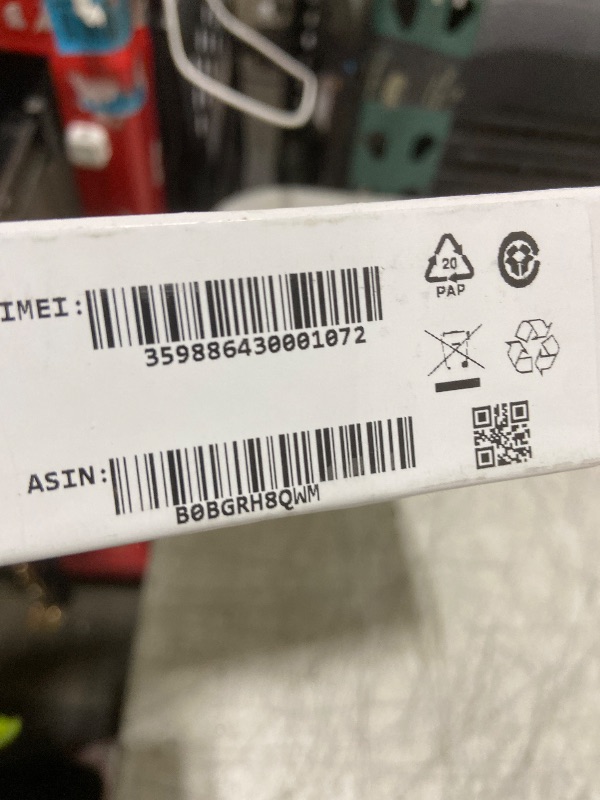 IMEI:
359886430001072
20
PAP
ASIN:
B0BGRH8QWM